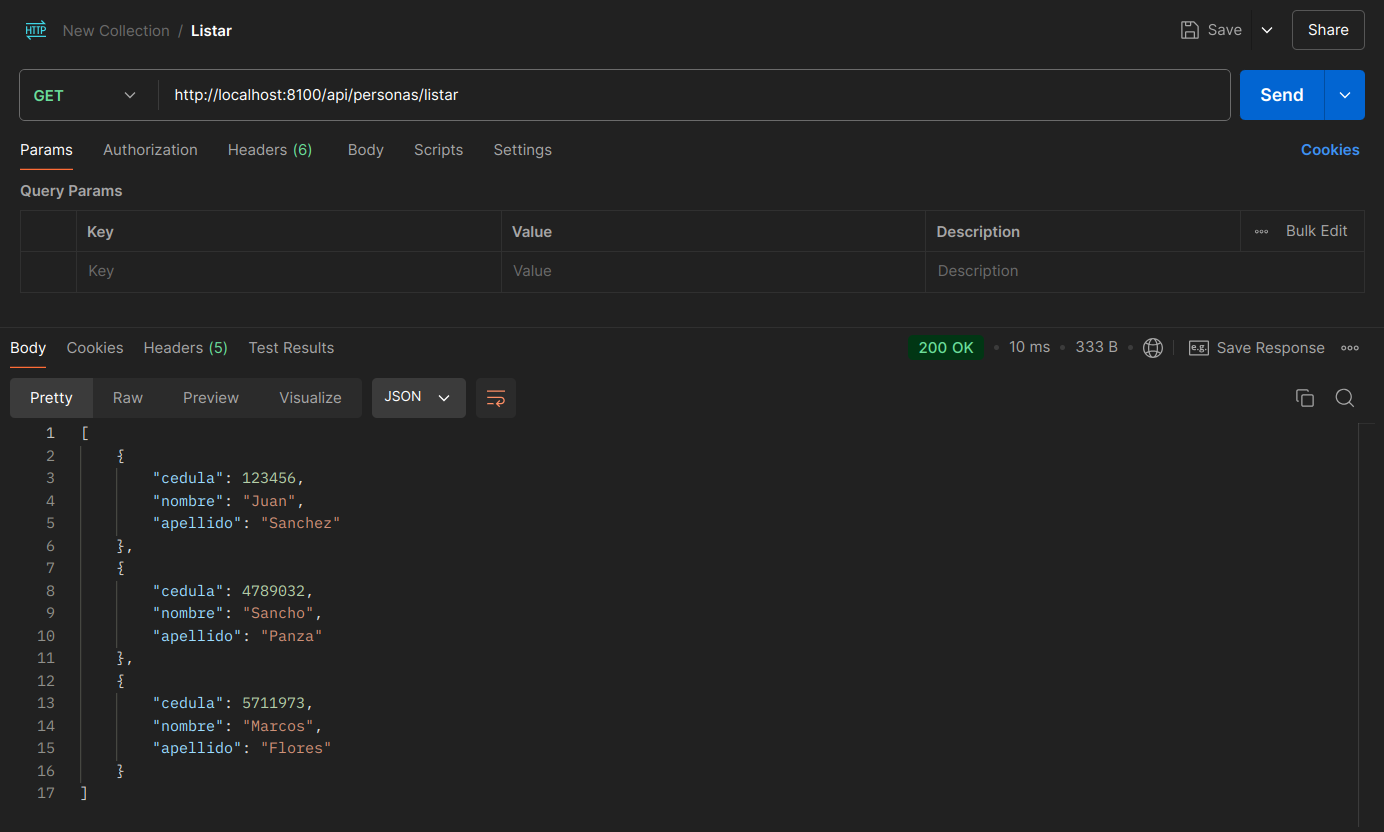 HTTP New Collection / Listar Save Share
GET http://localhost:8100/api/personas/listar Send
Params Authorization Headers (6) Body Scripts Settings Cookies
Query Params
Key Value Description Bulk Edit
Key Value Description
Body Cookies Headers (5) Test Results 200 OK • 10 ms • 333 B • e.g. Save Response
Pretty Raw Preview Visualize JSON
1 [
2 {
3 "cedula": 123456,
4 "nombre": "Juan",
5 "apellido": "Sanchez"
6 },
7 {
8 "cedula": 4789032,
9 "nombre": "Sancho",
10 "apellido": "Panza"
11 },
12 {
13 "cedula": 5711973,
14 "nombre": "Marcos",
15 "apellido": "Flores"
16 }
17 ]